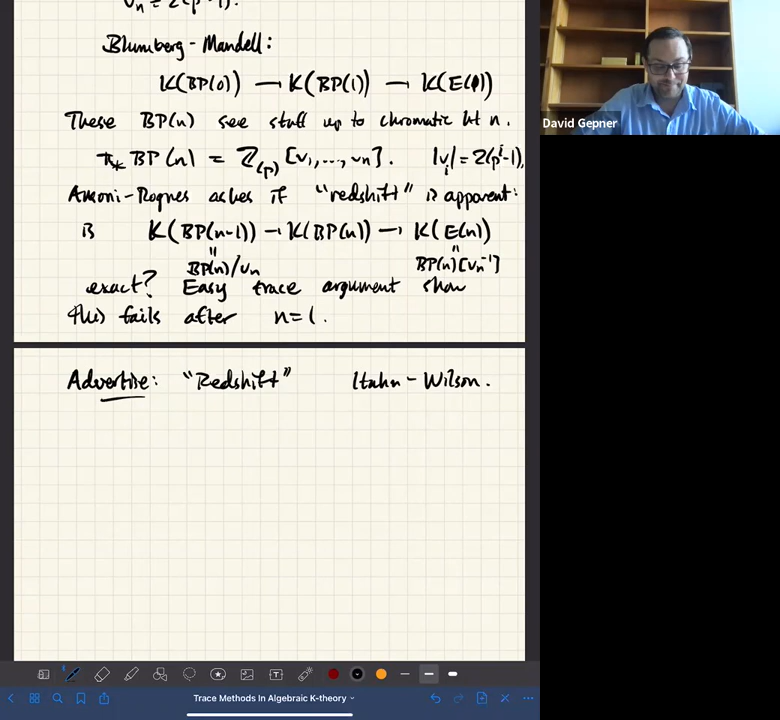 Blumberg-Mandell:
K(BP(0)) → K(BP(1)) → K(E(1))
These BP(n) see stuff up to chromatic ht n.
π_* BP(n) = Z_(p)[v_1, ..., v_n]. |v_i| = 2(p^i-1),
Ausoni-Rognes asks if "redshift" is apparent:
Is K(BP(n-1)) → K(BP(n)) → K(E(n))
" "
BP(n)/v_n BP(n)[v_n^{-1}]
exact? Easy trace argument show
this fails after n=1.
Advertise: "Redshift" Hahn-Wilson.
David Gepner
Trace Methods In Algebraic K-theory